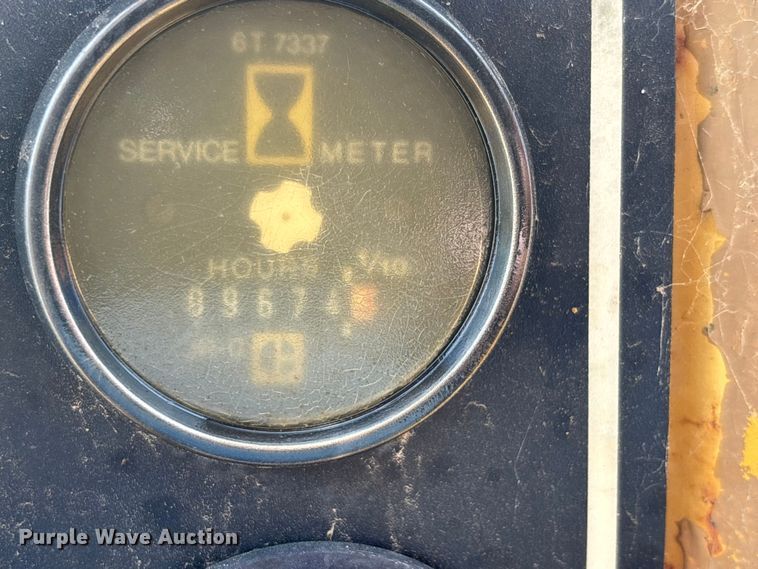 6T 7337
SERVICE METER
HOURS 1/10
09674
Purple Wave Auction